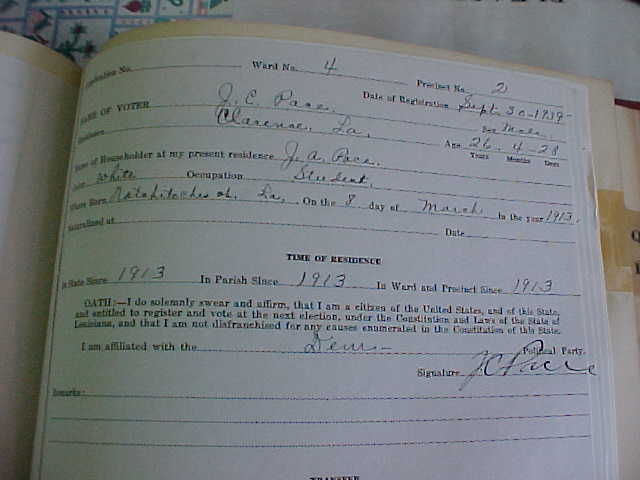 Application No. Ward No. 4 Precinct No. 2
Date of Registration Sept. 30-1939-
NAME OF VOTER J. C. Pace. Sex Male.
Residence Clarence, La. Age 26 4 28
Years Months Days
Name of Householder at my present residence J. A. Pace.
Color White Occupation Student.
Where Born Natchitoches La., On the 8 day of March in the year 1913.
Naturalized at Date
TIME OF RESIDENCE
In State Since 1913 In Parish Since 1913 In Ward and Precinct Since 1913
OATH:—I do solemnly swear and affirm, that I am a citizen of the United States, and of this State,
and entitled to register and vote at the next election, under the Constitution and Laws of the State of
Louisiana, and that I am not disfranchised for any causes enumerated in the Constitution of this State.
I am affiliated with the Dem- Political Party.
Signature J.C. Pace
Remarks:
TRANSFER